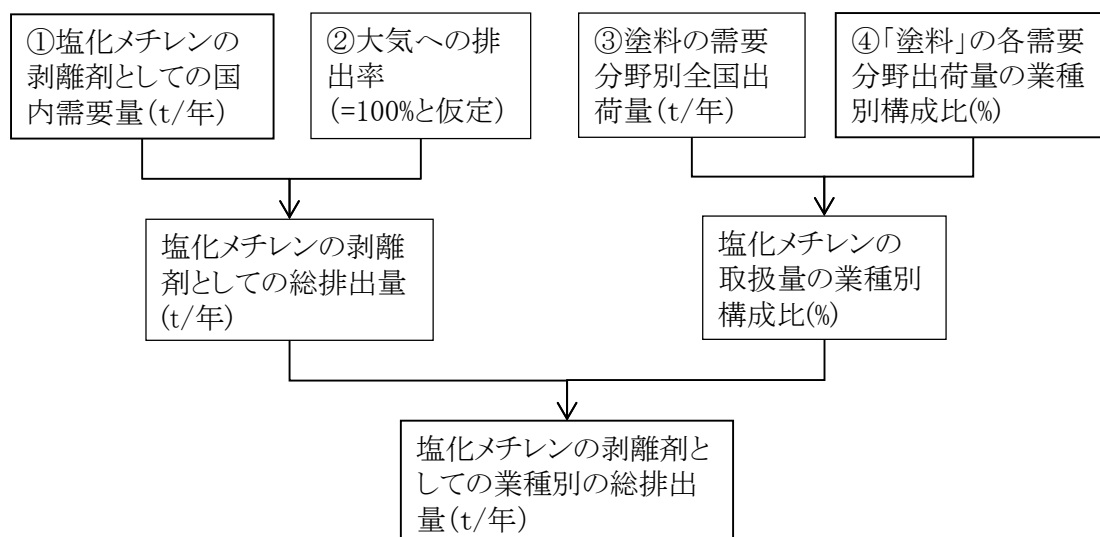 ①塩化メチレンの
剥離剤としての国
内需要量(t/年)
②大気への排
出率
(=100%と仮定)
③塗料の需要
分野別全国出
荷量(t/年)
④「塗料」の各需要
分野出荷量の業種
別構成比(%)
塩化メチレンの剥離
剤としての総排出量
(t/年)
塩化メチレンの
取扱量の業種別
構成比(%)
塩化メチレンの剥離剤と
しての業種別の総排出
量(t/年)